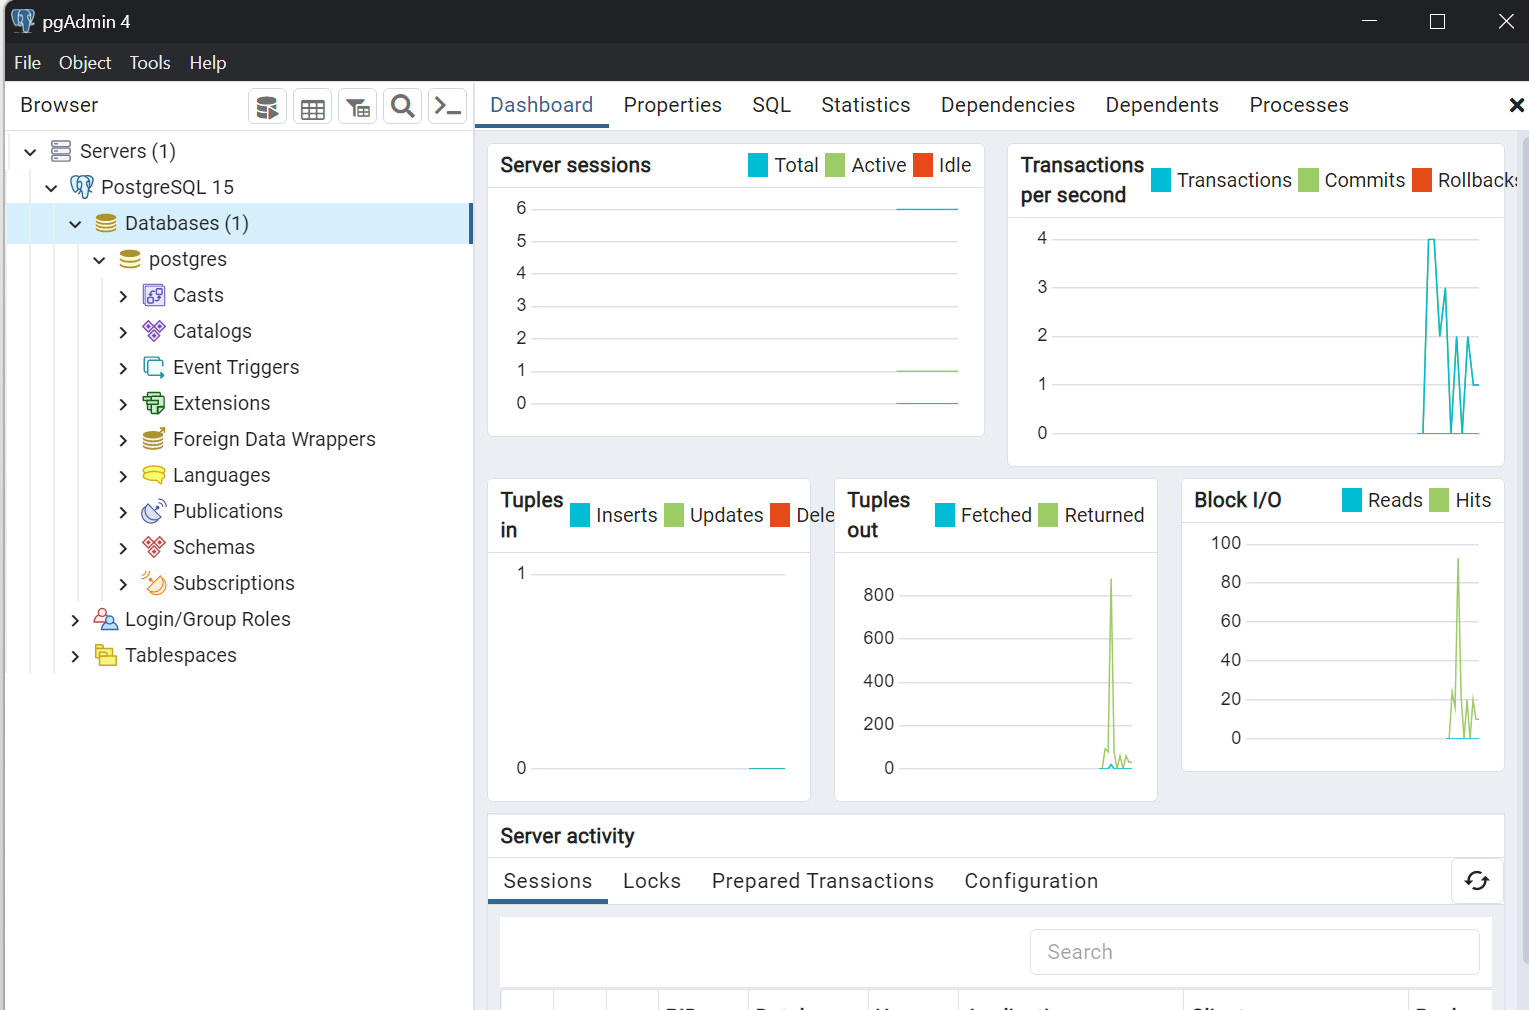 pgAdmin 4
File Object Tools Help
Browser
Dashboard Properties SQL Statistics Dependencies Dependents Processes
Servers (1)
PostgreSQL 15
Databases (1)
postgres
Casts
Catalogs
Event Triggers
Extensions
Foreign Data Wrappers
Languages
Publications
Schemas
Subscriptions
Login/Group Roles
Tablespaces
Server sessions
Total Active Idle
6
5
4
3
2
1
0
Transactions
per second
Transactions Commits Rollbacks
4
3
2
1
0
Tuples
in
Inserts Updates Dele
1
0
Tuples
out
Fetched Returned
800
600
400
200
0
Block I/O
Reads Hits
100
80
60
40
20
0
Server activity
Sessions Locks Prepared Transactions Configuration
Search